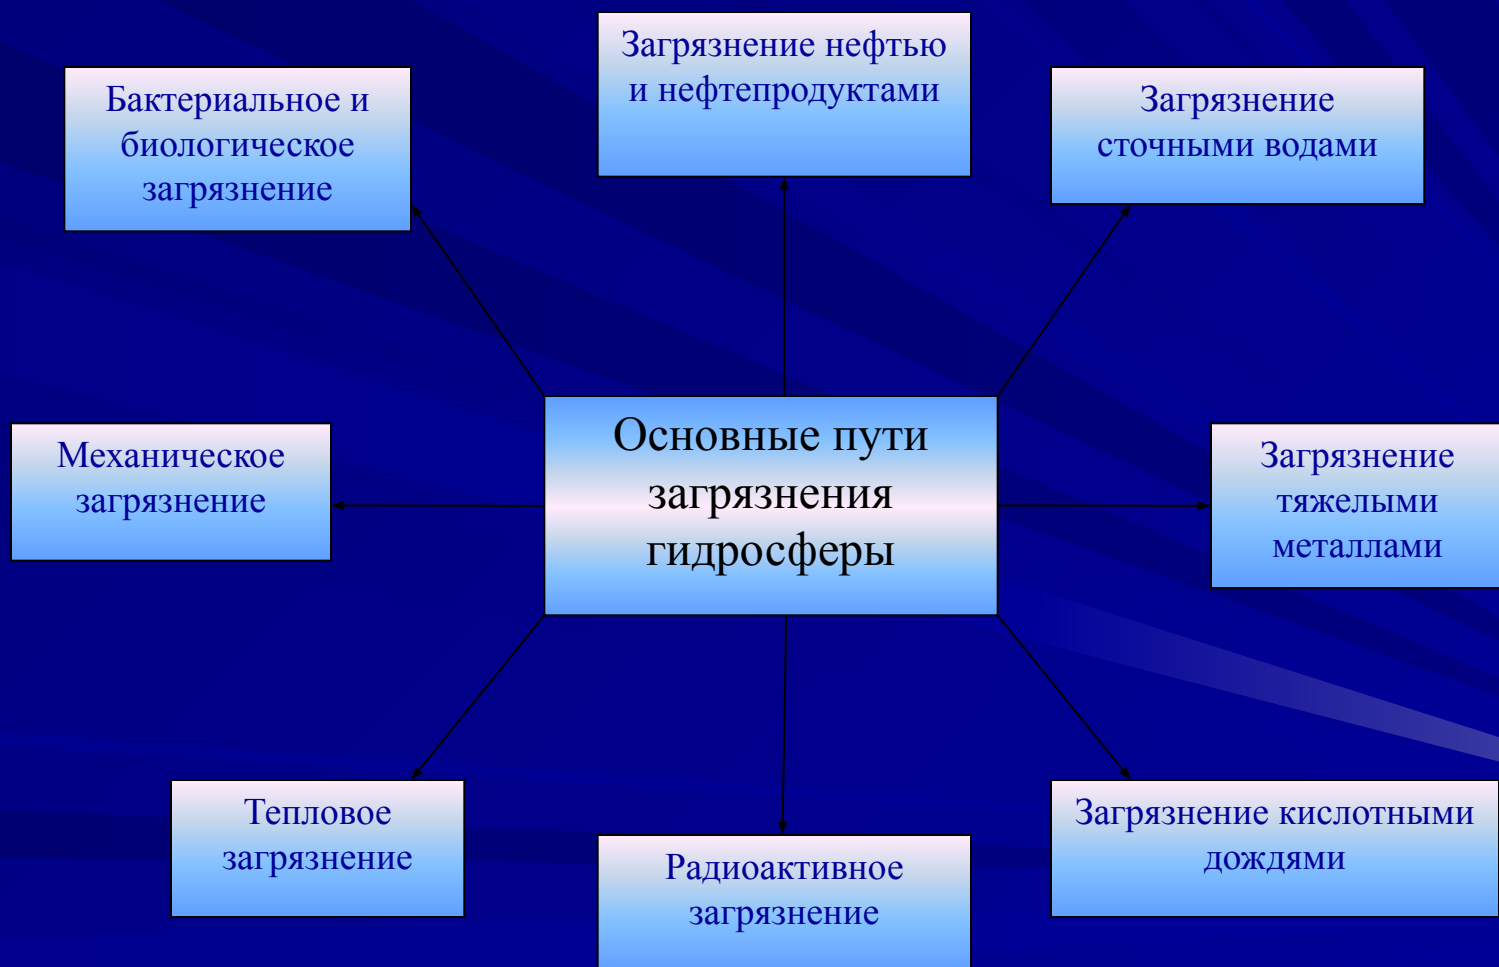 Загрязнение нефтью
и нефтепродуктами
Бактериальное и
биологическое
загрязнение
Загрязнение
сточными водами
Основные пути
загрязнения
гидросферы
Механическое
загрязнение
Загрязнение
тяжелыми
металлами
Тепловое
загрязнение
Радиоактивное
загрязнение
Загрязнение кислотными
дождями